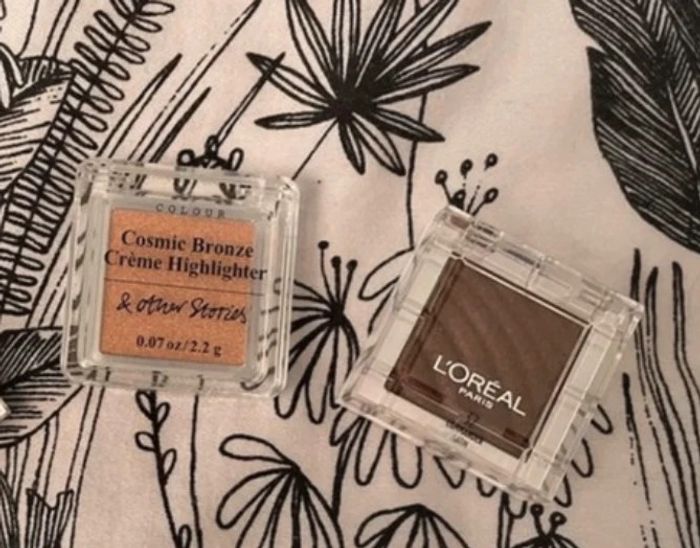 COLOUR
Cosmic Bronze
Crème Highlighter
& other Stories
0.07 oz/2.2 g
L'ORÉAL
PARIS